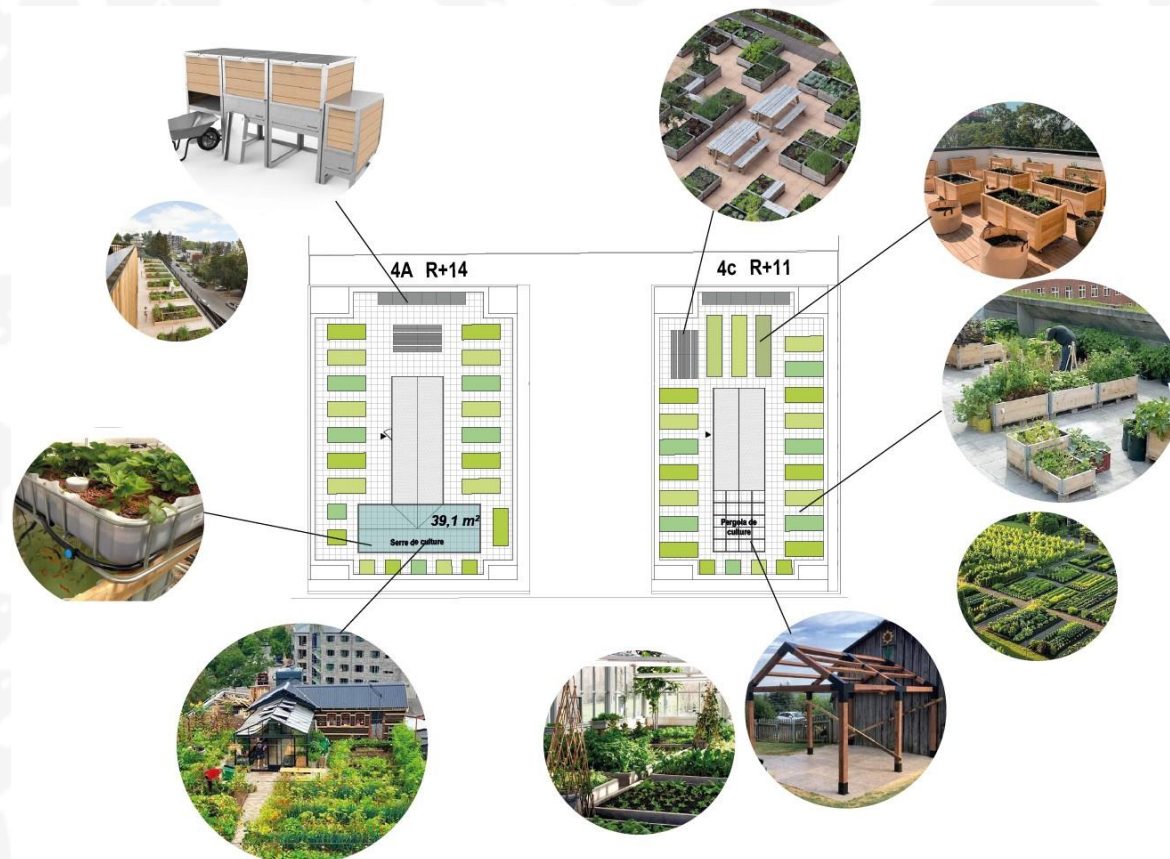 4A R+14
4c R+11
39,1 m²
Serre de culture
Pergola de
culture